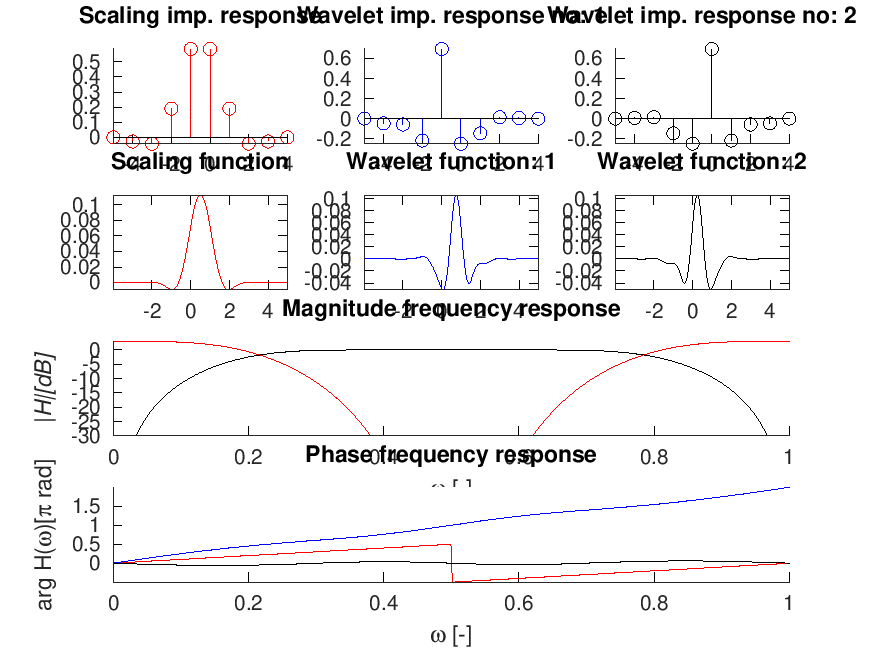 Scaling imp. response
Wavelet imp. response no: 1
Wavelet imp. response no: 2
0.5
0.4
0.3
0.2
0.1
0
-4 -2 0 2 4
0.6
0.4
0.2
0
-0.2
-4 -2 0 2 4
0.6
0.4
0.2
0
-0.2
-4 -2 0 2 4
Scaling function
Wavelet function: 1
Wavelet function: 2
0.1
0.08
0.06
0.04
0.02
0
-2 0 2 4
0.1
0.08
0.06
0.04
0.02
0
-0.02
-0.04
-2 0 2 4
0.1
0.08
0.06
0.04
0.02
0
-0.02
-0.04
-2 0 2 4
Magnitude frequency response
|H|[dB]
0
-5
-10
-15
-20
-25
-30
0 0.2 0.4 0.6 0.8 1
ω [-]
Phase frequency response
arg H(ω)[π rad]
1.5
1
0.5
0
0 0.2 0.4 0.6 0.8 1
ω [-]